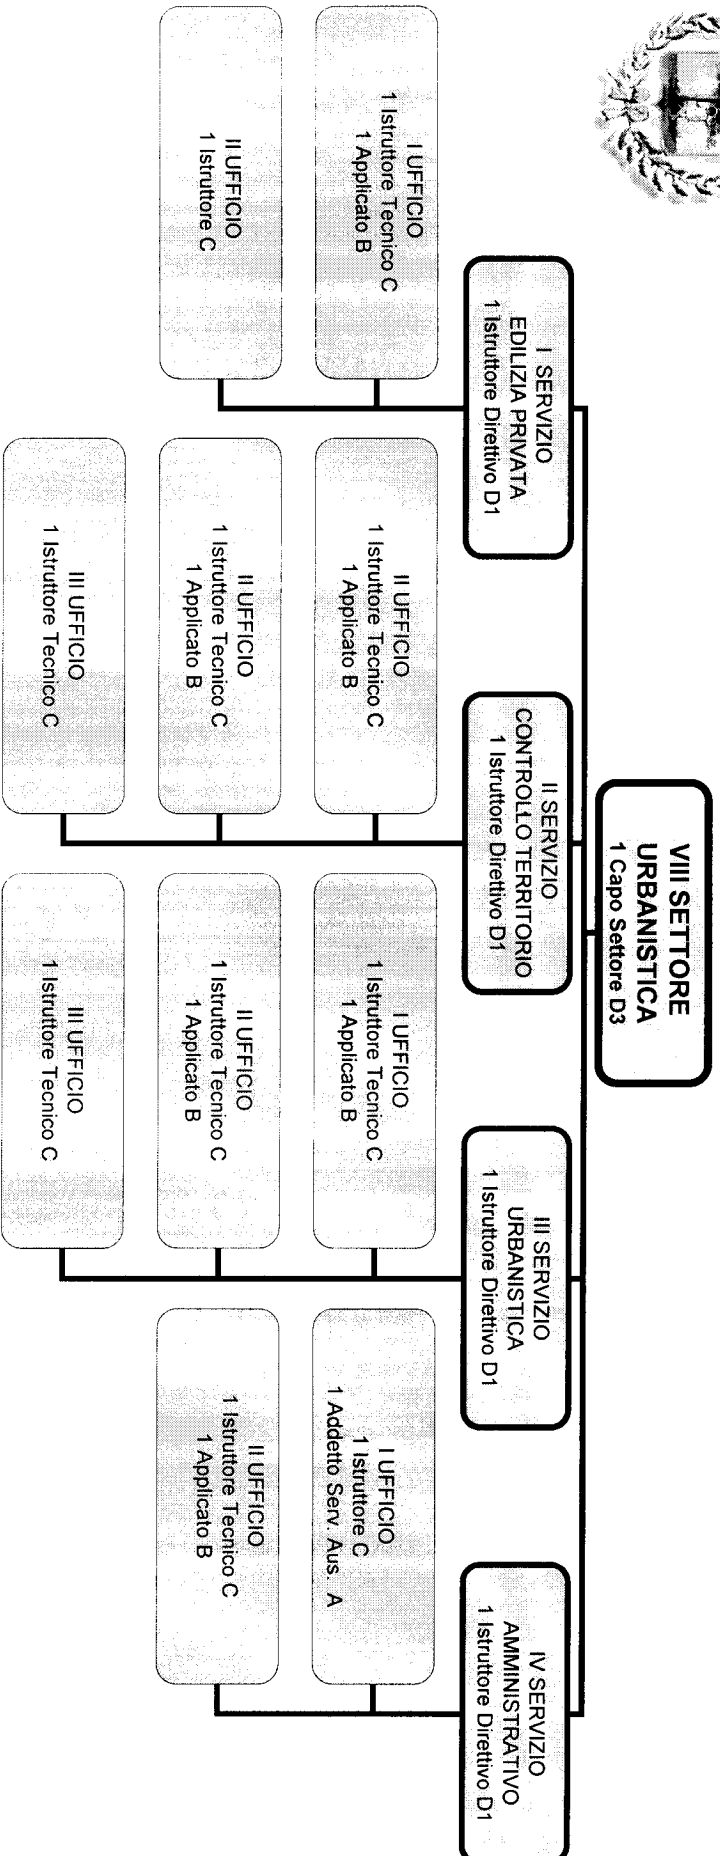 VIII SETTORE
URBANISTICA
1 Capo Settore D3
I SERVIZIO
EDILIZIA PRIVATA
1 Istruttore Direttivo D1
I UFFICIO
1 Istruttore Tecnico C
1 Applicato B
II UFFICIO
1 Istruttore C
II SERVIZIO
CONTROLLO TERRITORIO
1 Istruttore Direttivo D1
II UFFICIO
1 Istruttore Tecnico C
1 Applicato B
II UFFICIO
1 Istruttore Tecnico C
1 Applicato B
III UFFICIO
1 Istruttore Tecnico C
III SERVIZIO
URBANISTICA
1 Istruttore Direttivo D1
I UFFICIO
1 Istruttore Tecnico C
1 Applicato B
II UFFICIO
1 Istruttore Tecnico C
1 Applicato B
III UFFICIO
1 Istruttore Tecnico C
IV SERVIZIO
AMMINISTRATIVO
1 Istruttore Direttivo D1
I UFFICIO
1 Istruttore C
1 Addetto Serv. Aus. A
II UFFICIO
1 Istruttore Tecnico C
1 Applicato B